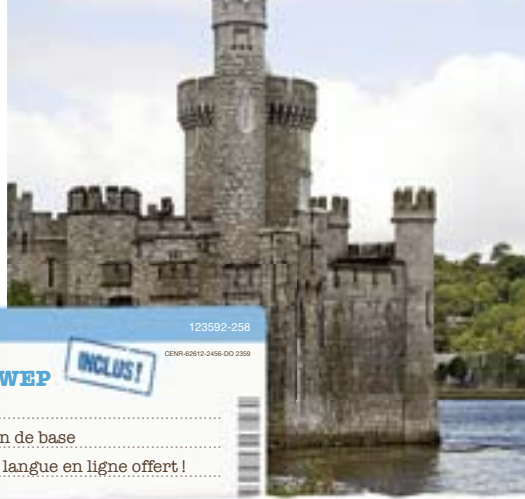 123592-258
CENR-62612-2456-DO 2359
INCLUS !
WEP
n de base
langue en ligne offert !